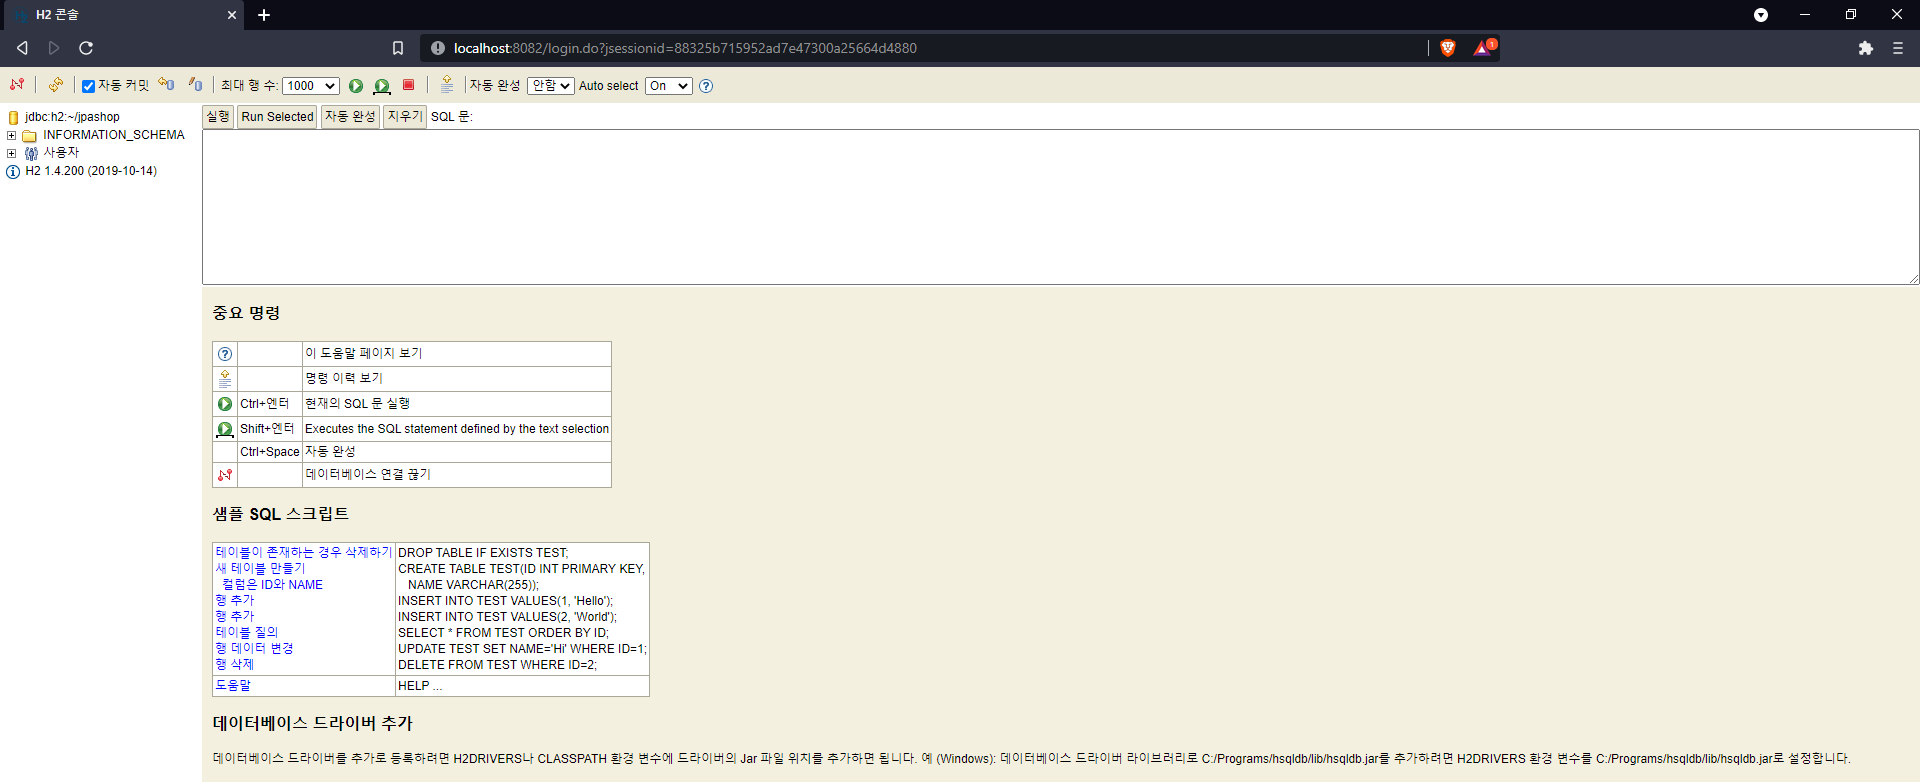 H2 콘솔
localhost:8082/login.do?jsessionid=88325b715952ad7e47300a25664d4880
1
자동 커밋 최대 행 수: 1000 자동 완성 안함 Auto select On
jdbc:h2:~/jpashop
INFORMATION_SCHEMA
사용자
H2 1.4.200 (2019-10-14)
실행 Run Selected 자동 완성 지우기 SQL 문:
중요 명령
이 도움말 페이지 보기
명령 이력 보기
Ctrl+엔터 현재의 SQL 문 실행
Shift+엔터 Executes the SQL statement defined by the text selection
Ctrl+Space 자동 완성
데이터베이스 연결 끊기
샘플 SQL 스크립트
테이블이 존재하는 경우 삭제하기 DROP TABLE IF EXISTS TEST;
새 테이블 만들기 CREATE TABLE TEST(ID INT PRIMARY KEY,
컬럼은 ID와 NAME NAME VARCHAR(255));
행 추가 INSERT INTO TEST VALUES(1, 'Hello');
행 추가 INSERT INTO TEST VALUES(2, 'World');
테이블 질의 SELECT * FROM TEST ORDER BY ID;
행 데이터 변경 UPDATE TEST SET NAME='Hi' WHERE ID=1;
행 삭제 DELETE FROM TEST WHERE ID=2;
도움말 HELP ...
데이터베이스 드라이버 추가
데이터베이스 드라이버를 추가로 등록하려면 H2DRIVERS나 CLASSPATH 환경 변수에 드라이버의 Jar 파일 위치를 추가하면 됩니다. 예 (Windows): 데이터베이스 드라이버 라이브러리로 C:/Programs/hsqldb/lib/hsqldb.jar를 추가하려면 H2DRIVERS 환경 변수를 C:/Programs/hsqldb/lib/hsqldb.jar로 설정합니다.